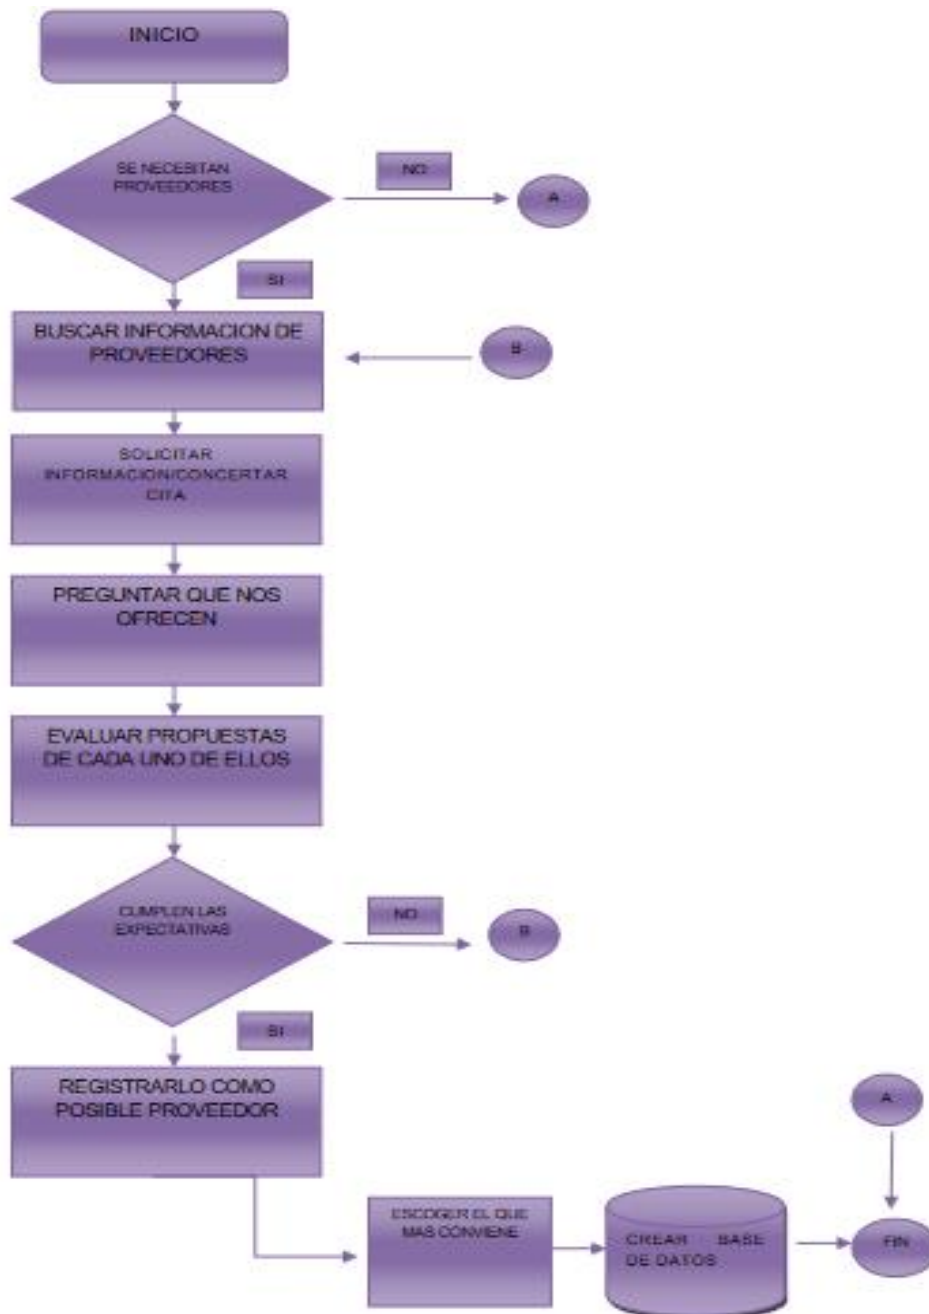 INICIO
SE NECESITAN
PROVEEDORES
NO
A
SI
BUSCAR INFORMACION DE
PROVEEDORES
B
SOLICITAR
INFORMACION/CONCERTAR
CITA
PREGUNTAR QUE NOS
OFRECEN
EVALUAR PROPUESTAS
DE CADA UNO DE ELLOS
CUMPLEN LAS
EXPECTATIVAS
NO
B
SI
REGISTRARLO COMO
POSIBLE PROVEEDOR
A
ESCOGER EL QUE
MAS CONVIENE
CREAR BASE
DE DATOS
FIN